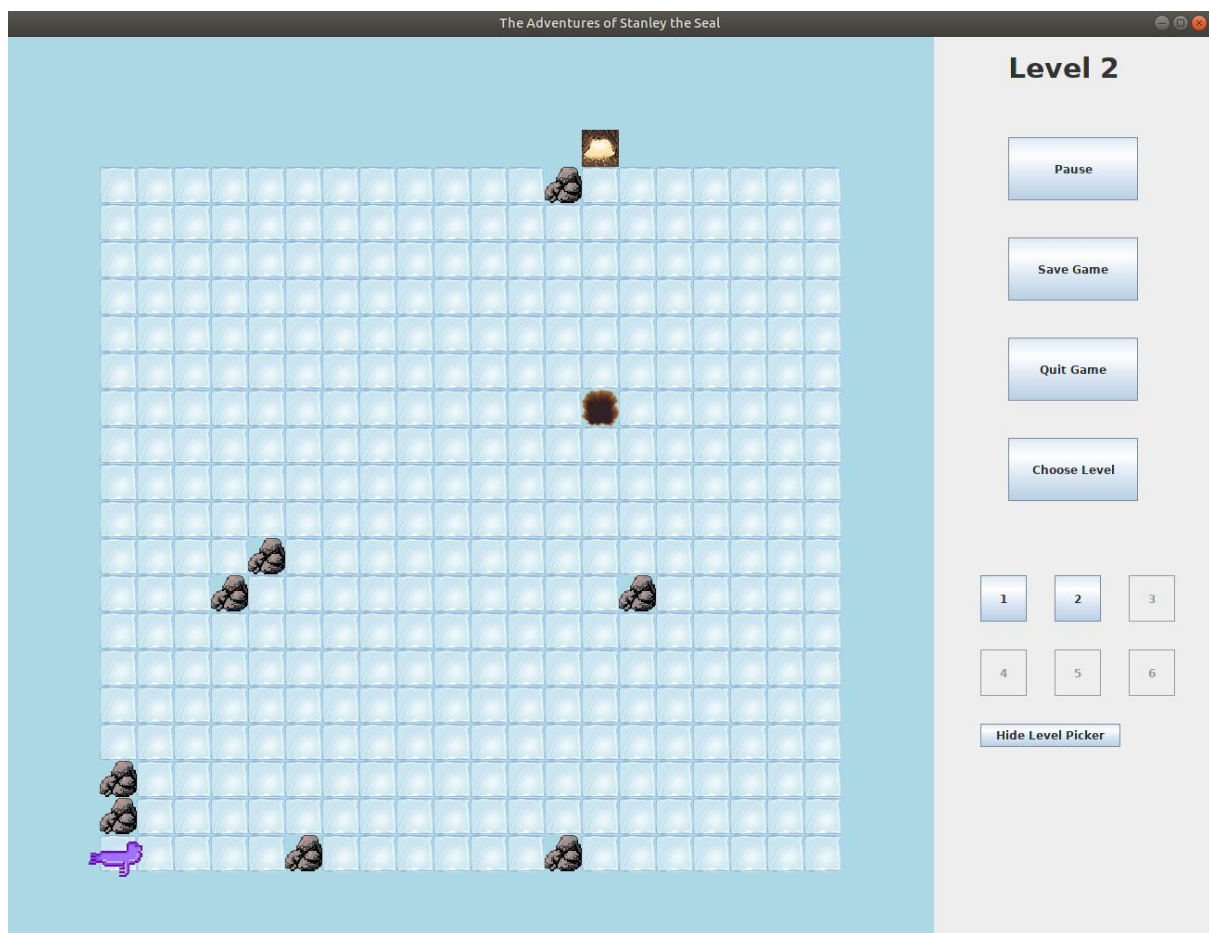 The Adventures of Stanley the Seal
Level 2
Pause
Save Game
Quit Game
Choose Level
1 2 3
4 5 6
Hide Level Picker